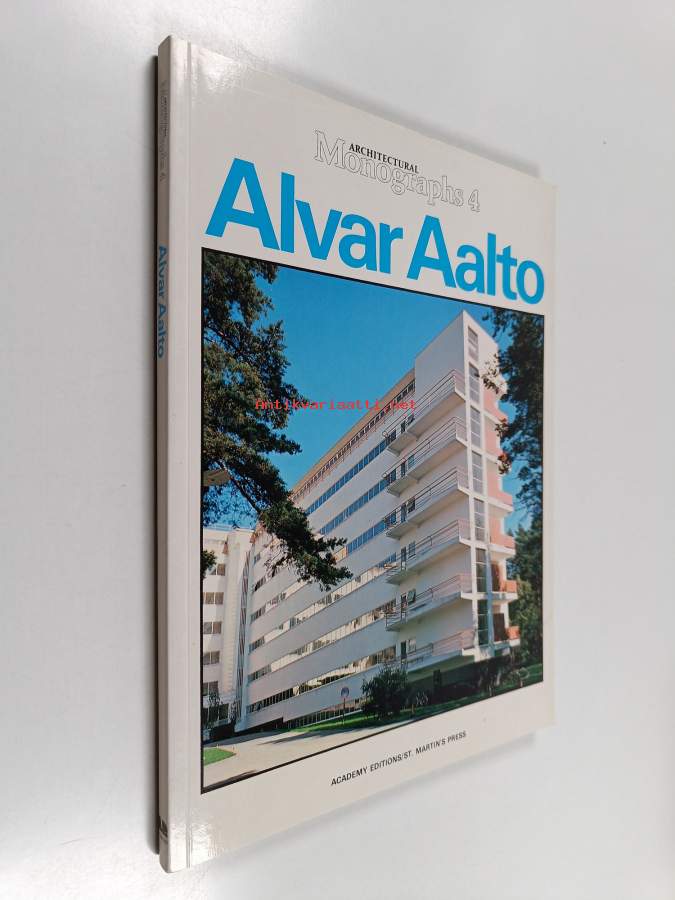 ARCHITECTURAL
Monographs 4
Alvar Aalto
Antikvariaatti.net
ACADEMY EDITIONS/ST. MARTIN'S PRESS
Alvar Aalto